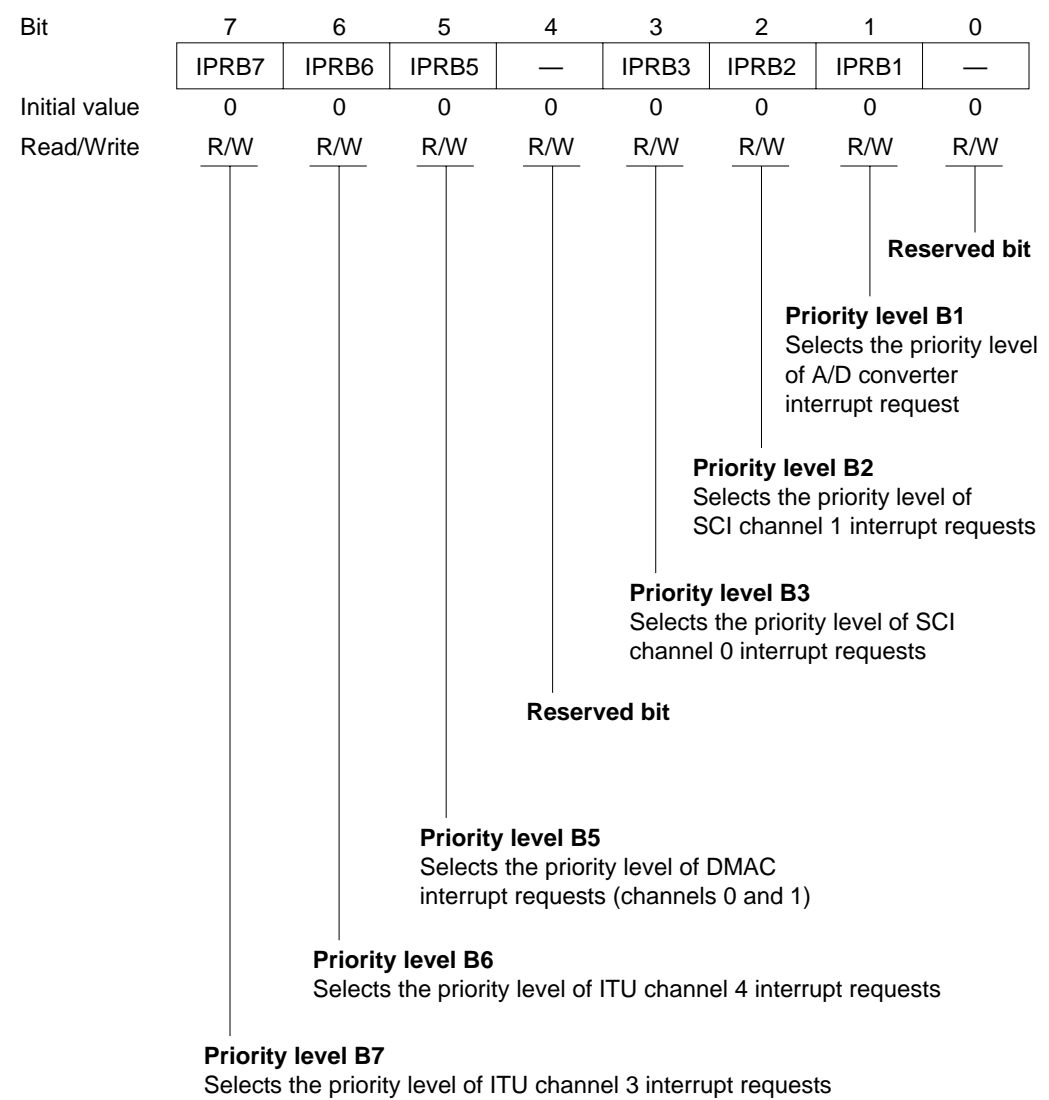 Bit 7 6 5 4 3 2 1 0
IPRB7 IPRB6 IPRB5 — IPRB3 IPRB2 IPRB1 —
Initial value 0 0 0 0 0 0 0 0
Read/Write R/W R/W R/W R/W R/W R/W R/W R/W
Reserved bit
Priority level B1
Selects the priority level
of A/D converter
interrupt request
Priority level B2
Selects the priority level of
SCI channel 1 interrupt requests
Priority level B3
Selects the priority level of SCI
channel 0 interrupt requests
Reserved bit
Priority level B5
Selects the priority level of DMAC
interrupt requests (channels 0 and 1)
Priority level B6
Selects the priority level of ITU channel 4 interrupt requests
Priority level B7
Selects the priority level of ITU channel 3 interrupt requests